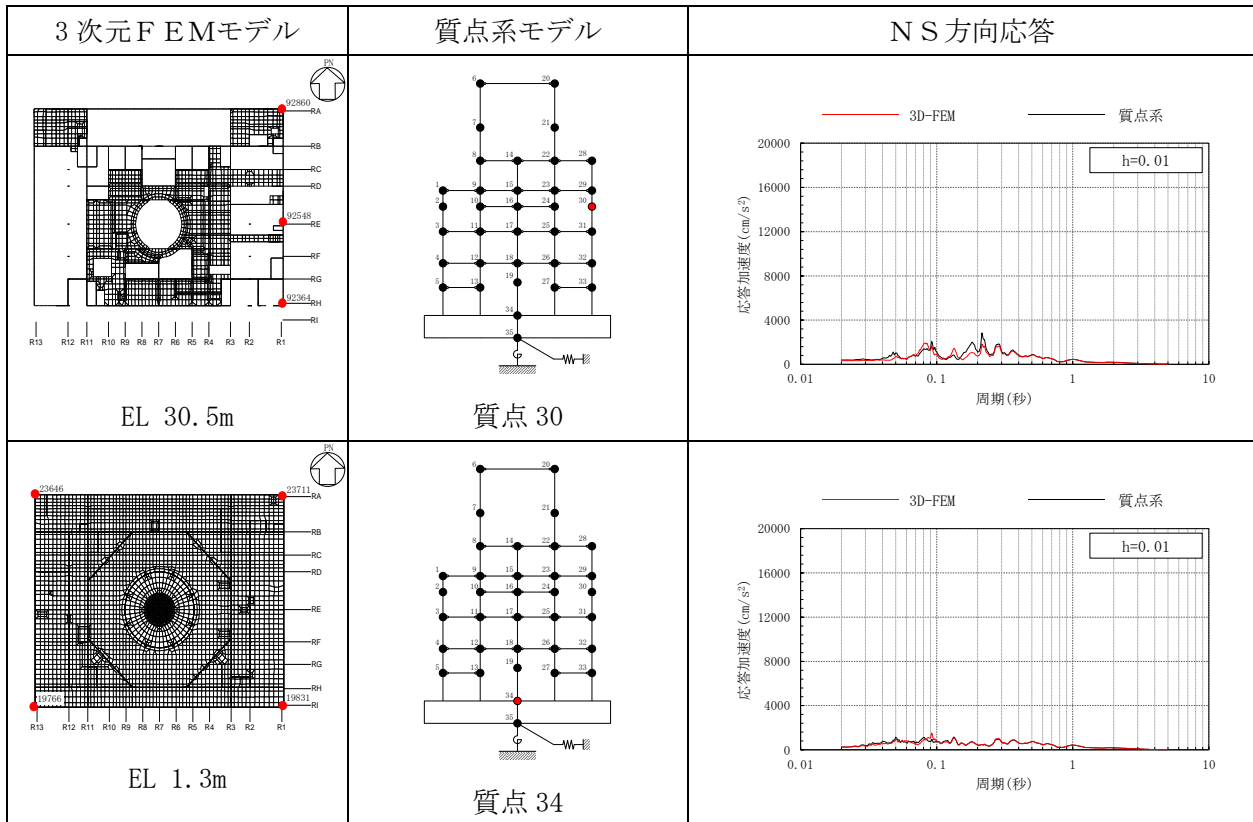 3 次元ＦＥＭモデル
質点系モデル
ＮＳ方向応答
PN
92860
RA
RB
RC
RD
92548
RE
RF
RG
92364
RH
RI
R13 R12 R11 R10 R9 R8 R7 R6 R5 R4 R3 R2 R1
EL 30.5m
6 20
7 21
8 14 22 28
1 9 15 23 29
2 10 16 24 30
3 11 17 25 31
4 12 18 26 32
5 13 19 27 33
34
35
質点 30
3D-FEM 質点系
h=0.01
応答加速度(cm/s²)
20000
16000
12000
8000
4000
0
0.01 0.1 1 10
周期(秒)
PN
23646 23711
RA
RB
RC
RD
RE
RF
RG
RH
19766 19831
RI
R13 R12 R11 R10 R9 R8 R7 R6 R5 R4 R3 R2 R1
EL 1.3m
6 20
7 21
8 14 22 28
1 9 15 23 29
2 10 16 24 30
3 11 17 25 31
4 12 18 26 32
5 13 19 27 33
34
35
質点 34
3D-FEM 質点系
h=0.01
応答加速度(cm/s²)
20000
16000
12000
8000
4000
0
0.01 0.1 1 10
周期(秒)